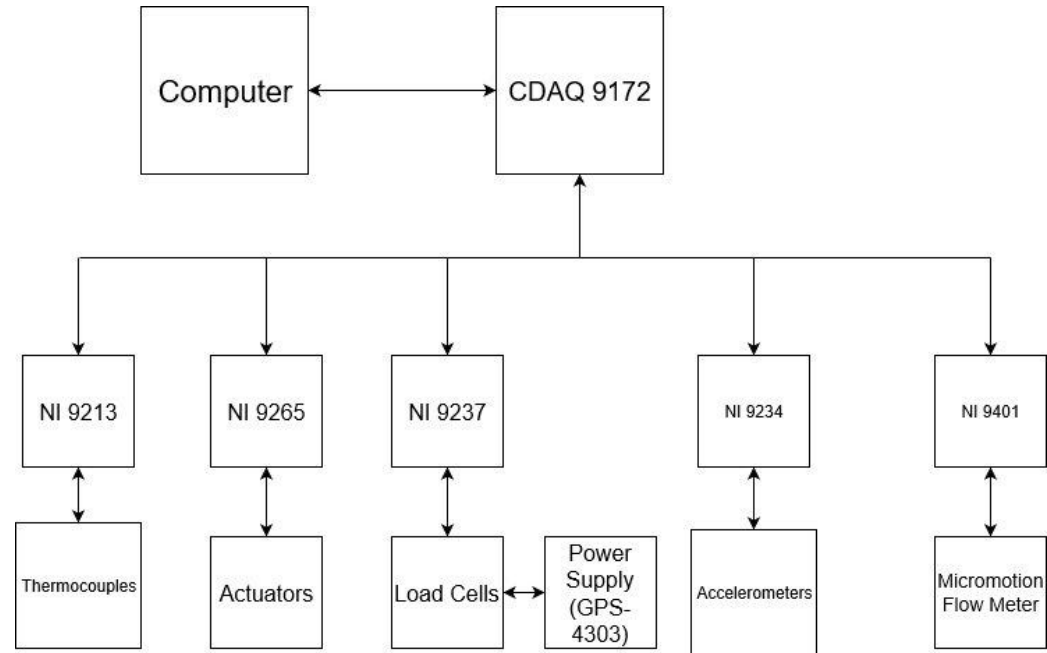 Computer
CDAQ 9172
NI 9213
NI 9265
NI 9237
NI 9234
NI 9401
Thermocouples
Actuators
Load Cells
Power
Supply
(GPS-
4303)
Accelerometers
Micromotion
Flow Meter